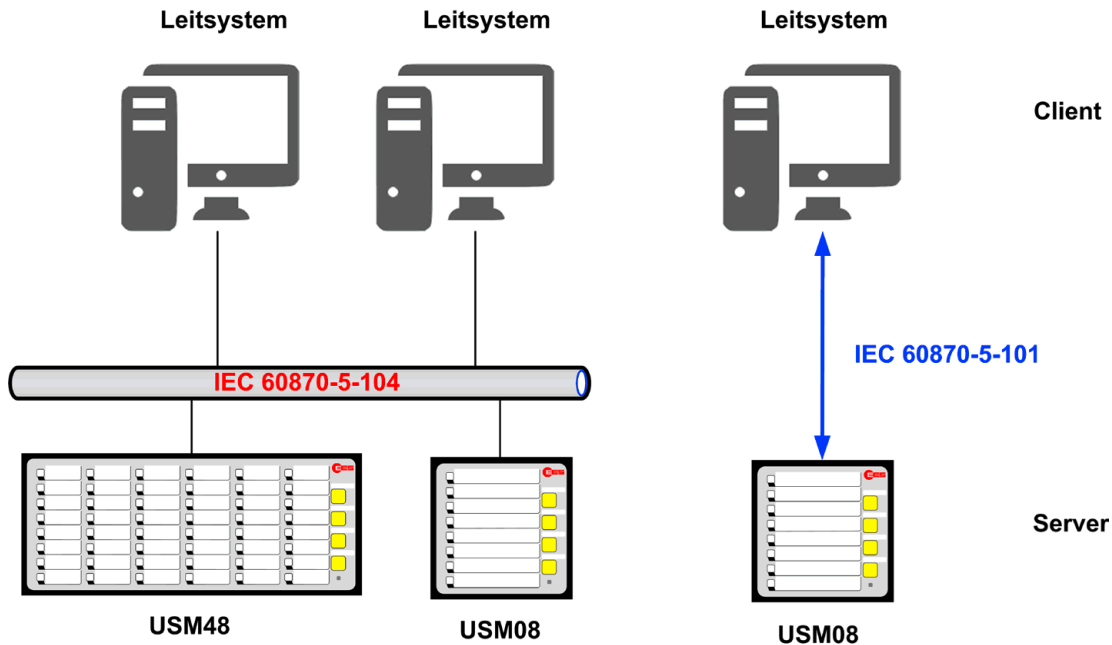 Leitsystem
Leitsystem
Leitsystem
Client
IEC 60870-5-101
IEC 60870-5-104
Server
USM48
USM08
USM08